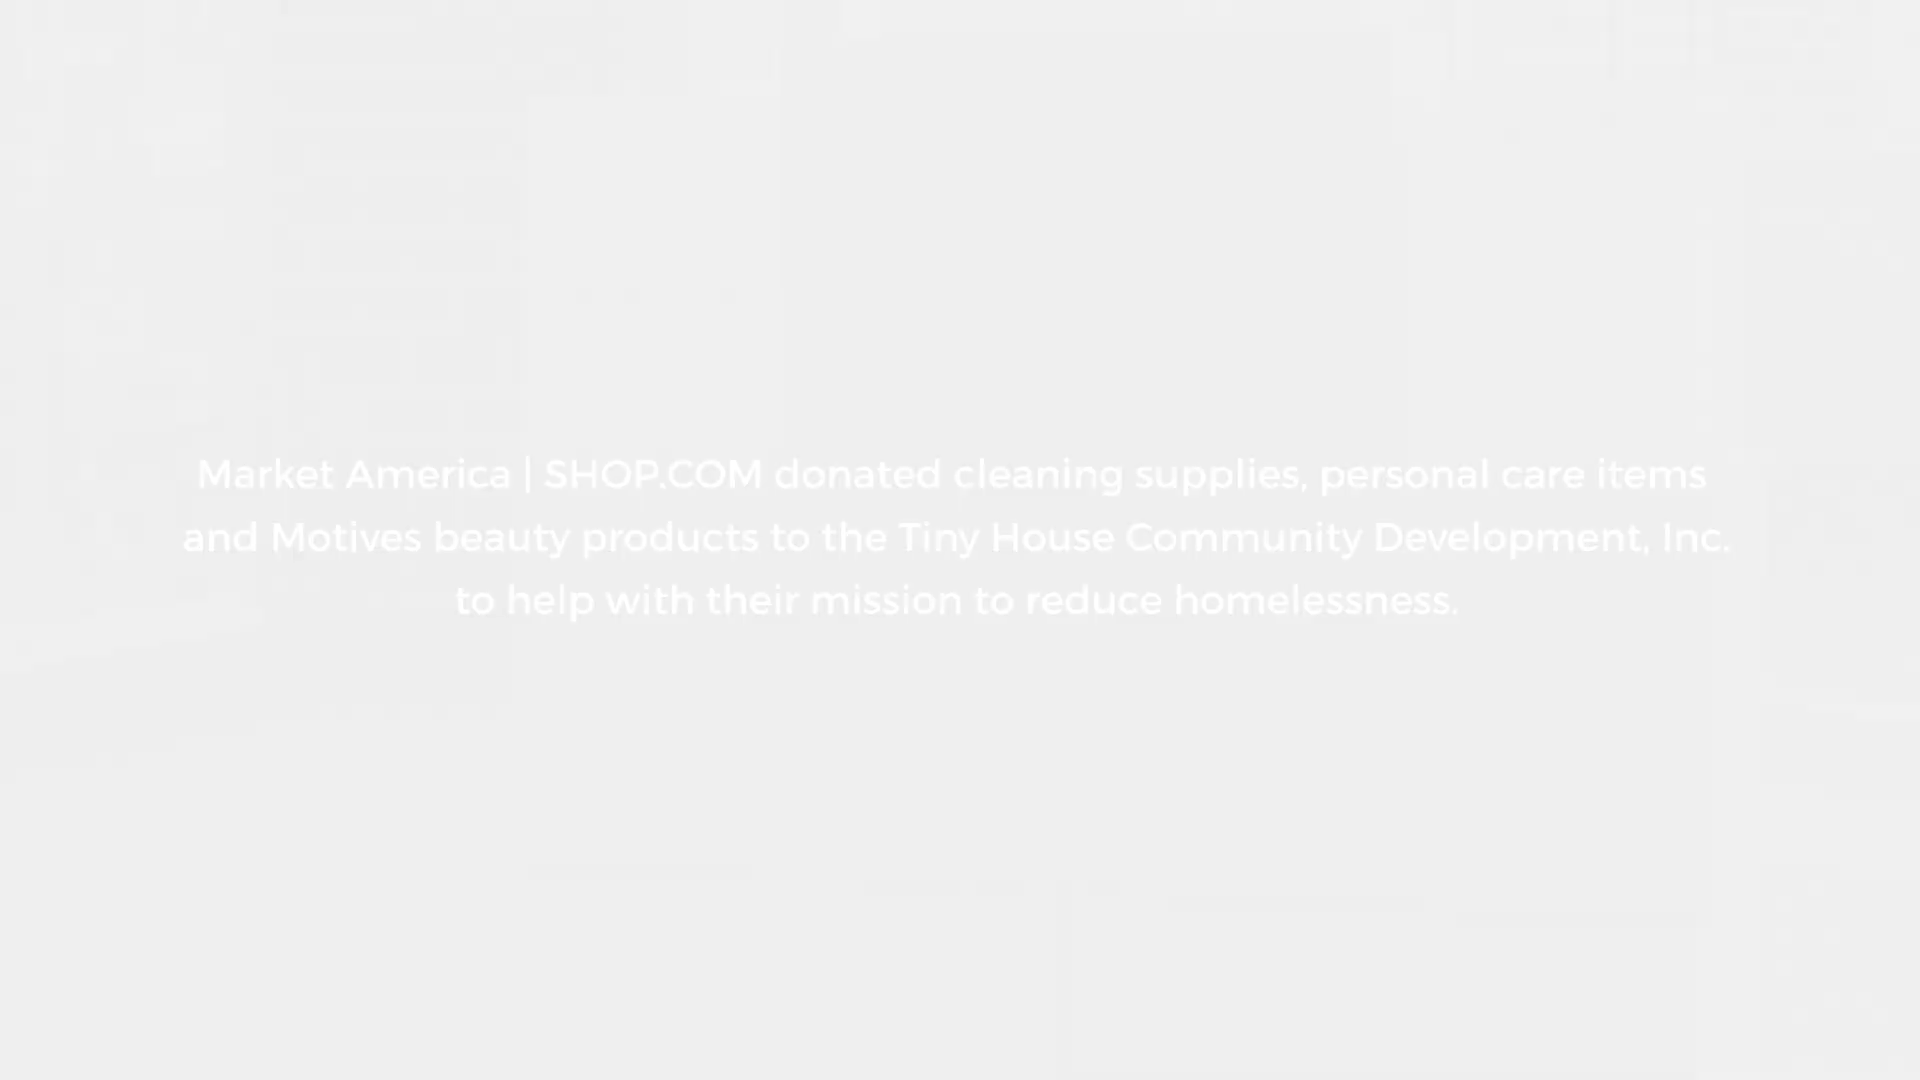 Market America | SHOP.COM donated cleaning supplies, personal care items
and Motives beauty products to the Tiny House Community Development, Inc.
to help with their mission to reduce homelessness.